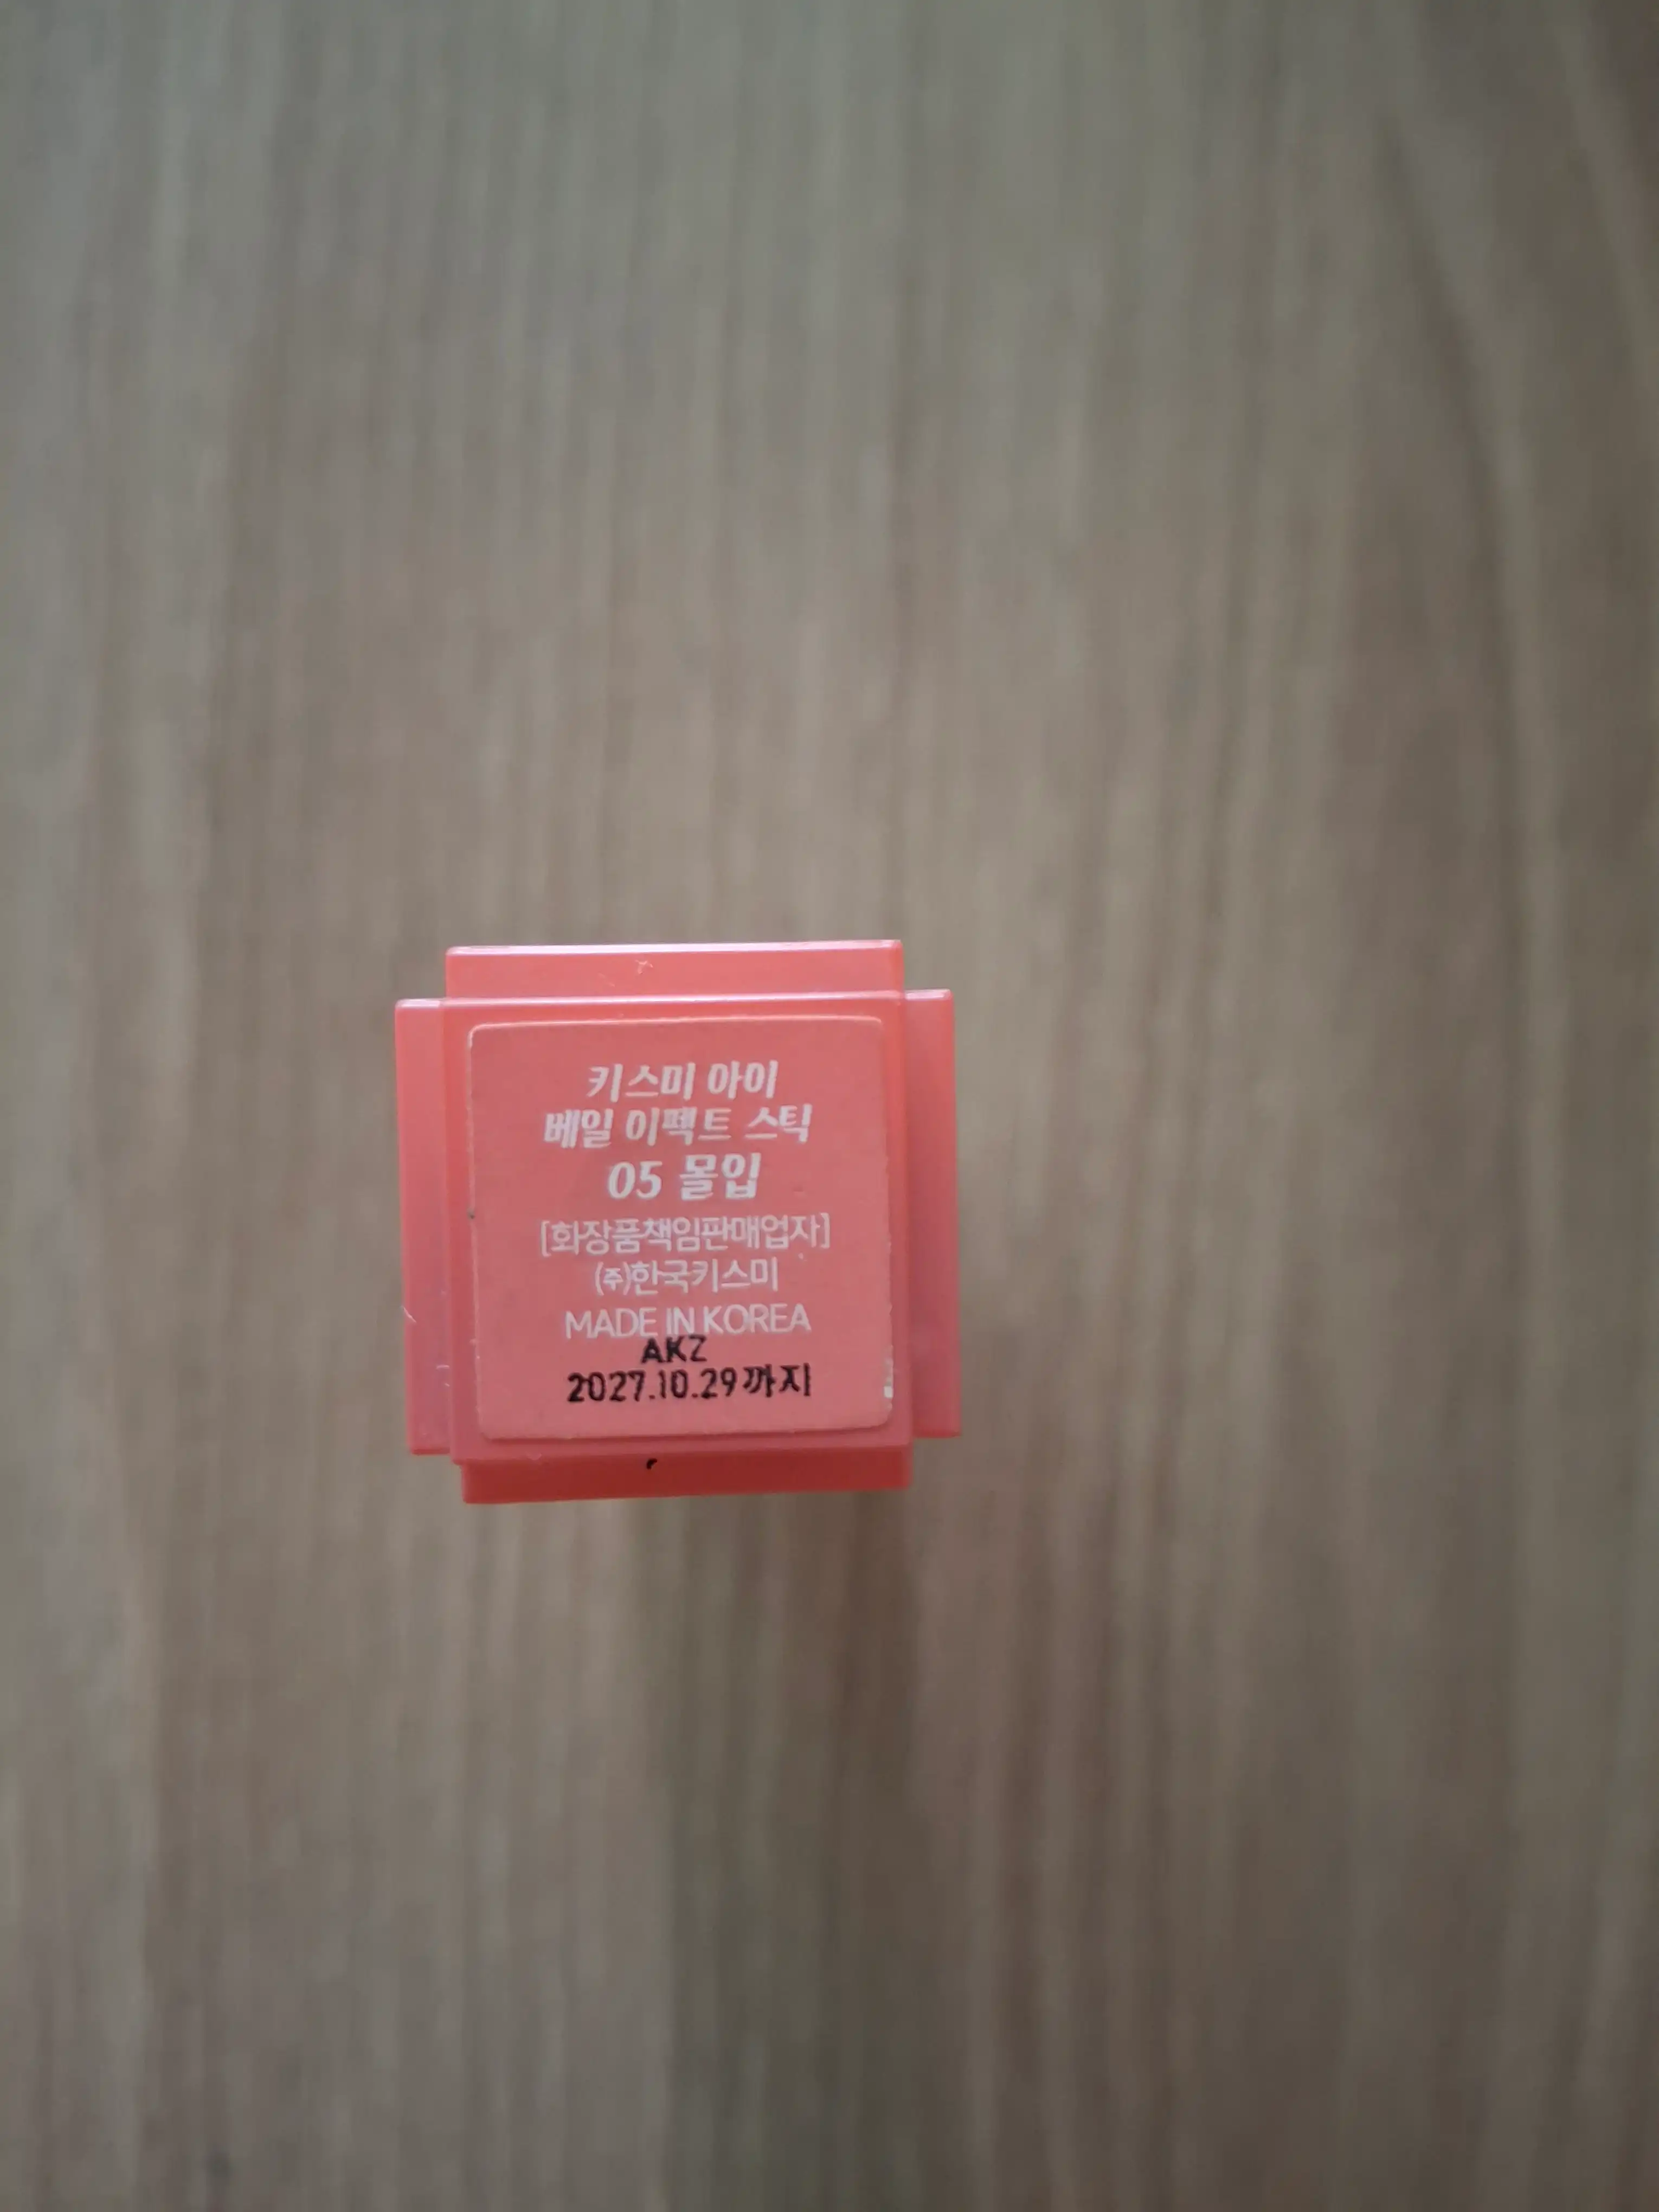 키스미 아이
베일 이펙트 스틱
05 몰입
[화장품책임판매업자]
(주)한국키스미
MADE IN KOREA
AKZ
2027.10.29까지